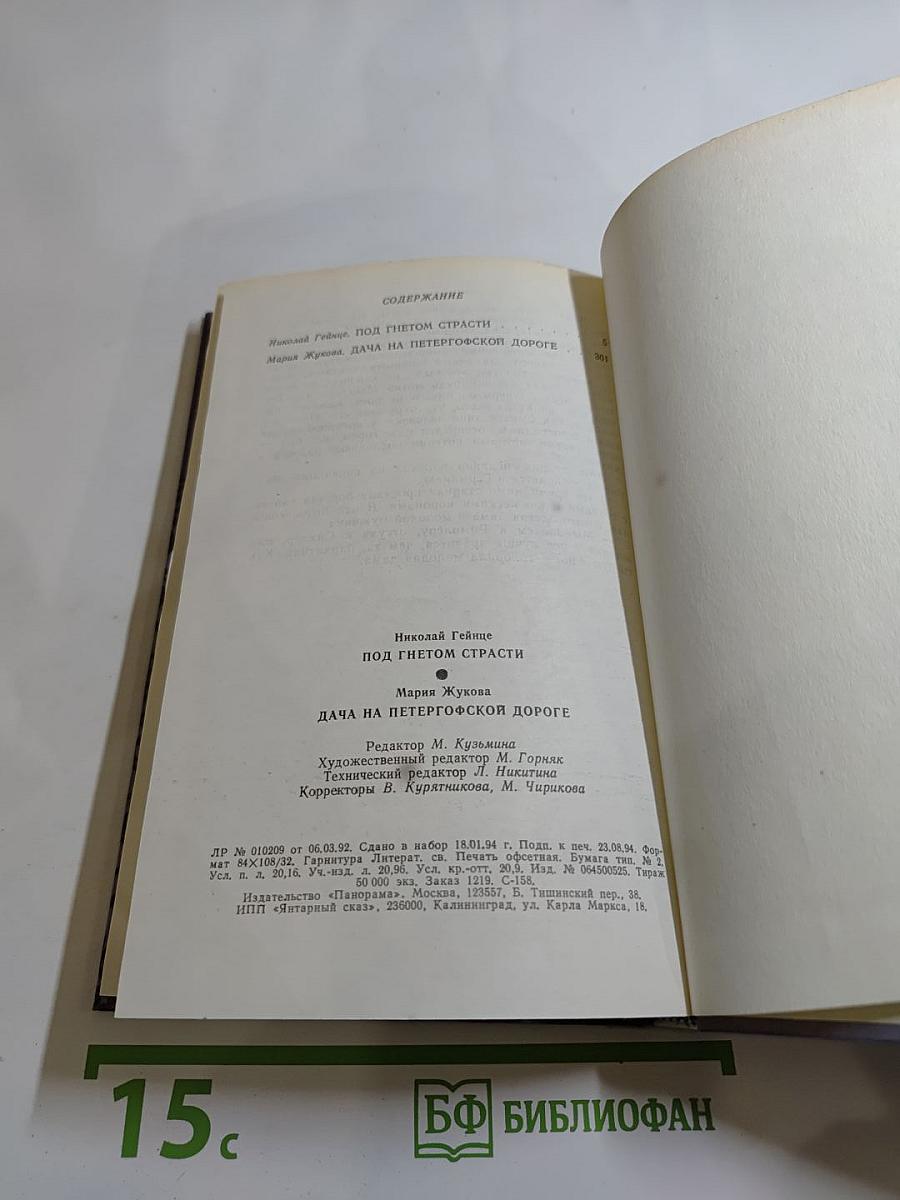 СОДЕРЖАНИЕ
Николай Гейнце. ПОД ГНЕТОМ СТРАСТИ . . . . . . 5
Мария Жукова. ДАЧА НА ПЕТЕРГОФСКОЙ ДОРОГЕ . . 301
Николай Гейнце
ПОД ГНЕТОМ СТРАСТИ
Мария Жукова
ДАЧА НА ПЕТЕРГОФСКОЙ ДОРОГЕ
Редактор М. Кузьмина
Художественный редактор М. Горняк
Технический редактор Л. Никитина
Корректоры В. Курятникова, М. Чирикова
ЛР № 010209 от 06.03.92. Сдано в набор 18.01.94 г. Подп. к печ. 23.08.94. Фор-
мат 84×108/32. Гарнитура Литерат. св. Печать офсетная. Бумага тип. № 2.
Усл. п. л. 20,16. Уч.-изд. л. 20,96. Усл. кр.-отт. 20,9. Изд. № 064500525. Тираж
50 000 экз. Заказ 1219. С-158.
Издательство «Панорама». Москва, 123557, Б. Тишинский пер., 38.
ИПП «Янтарный сказ», 236000, Калининград, ул. Карла Маркса, 18.
15 с
БФ БИБЛИОФАН